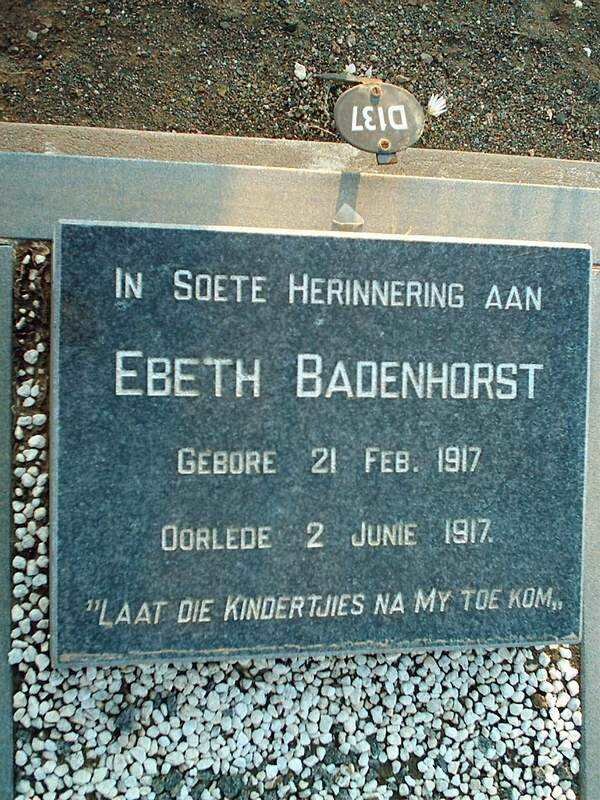 D137
IN SOETE HERINNERING AAN
EBETH BADENHORST
GEBORE 21 FEB. 1917
OORLEDE 2 JUNIE 1917.
"LAAT DIE KINDERTJIES NA MY TOE KOM„